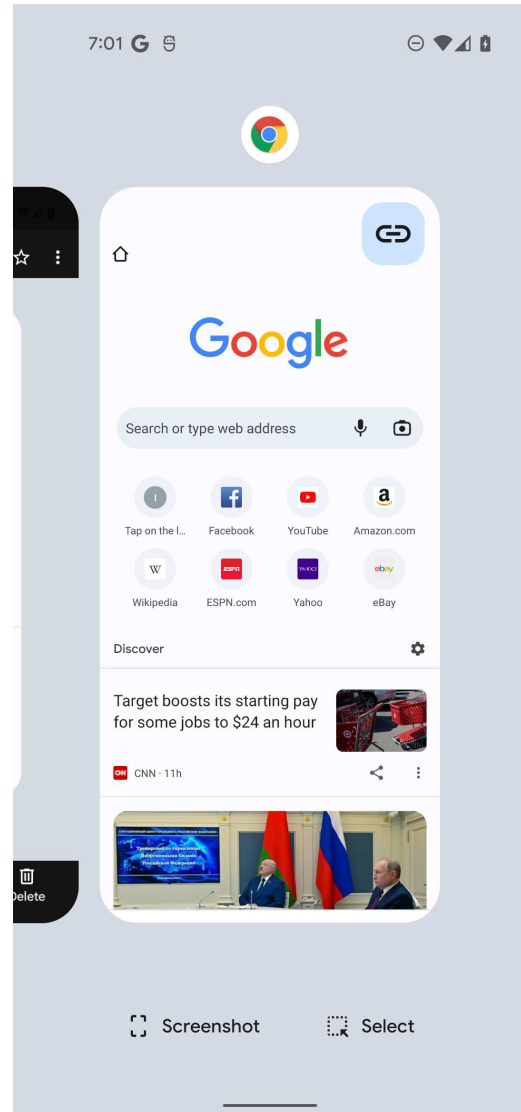 7:01 G
Google
Search or type web address
Tap on the l...
Facebook
YouTube
Amazon.com
Wikipedia
ESPN.com
Yahoo
eBay
Discover
Target boosts its starting pay
for some jobs to $24 an hour
CNN · 11h
Delete
Screenshot
Select